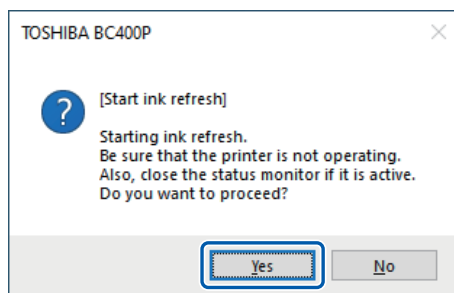 TOSHIBA BC400P
[Start ink refresh]
Starting ink refresh.
Be sure that the printer is not operating.
Also, close the status monitor if it is active.
Do you want to proceed?
Yes No